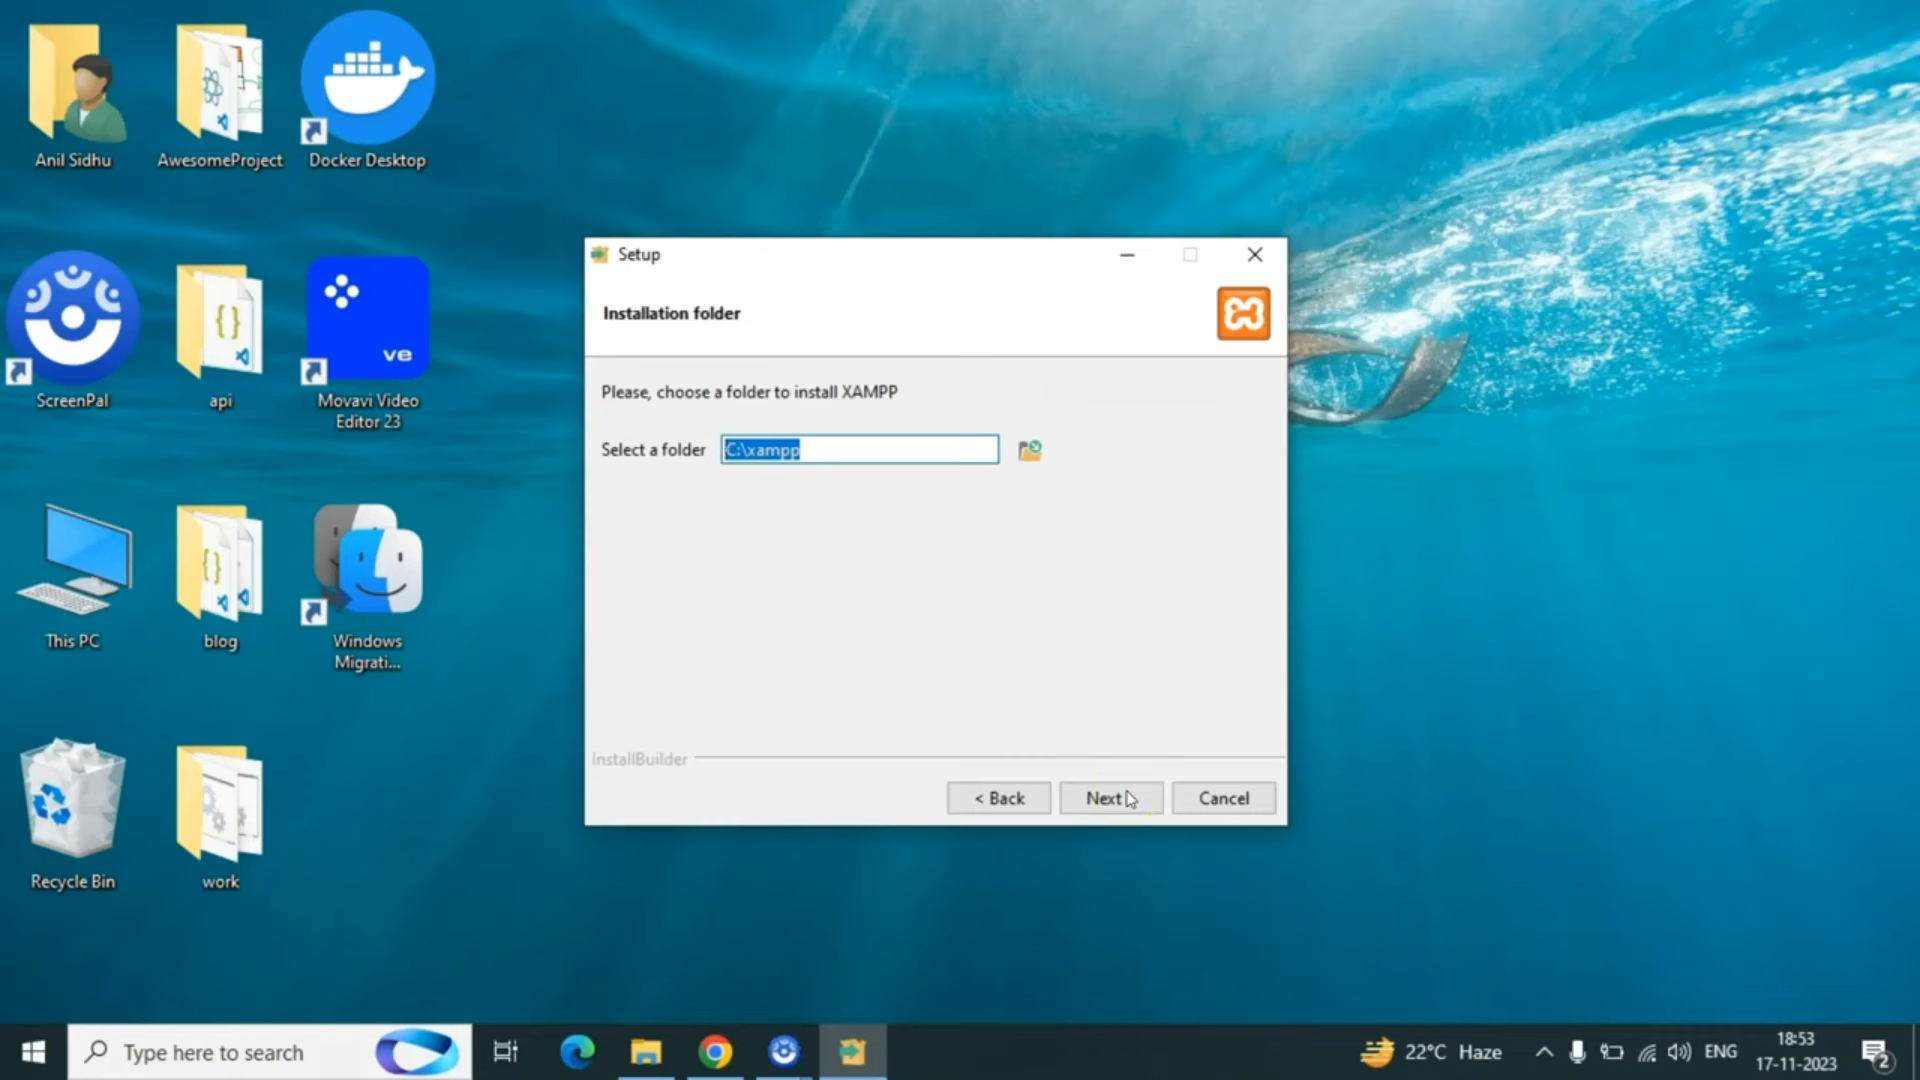 Anil Sidhu
AwesomeProject
Docker Desktop
ScreenPal
api
ve
Movavi Video
Editor 23
This PC
blog
Windows
Migrati...
Recycle Bin
work
Setup
Installation folder
Please, choose a folder to install XAMPP
Select a folder
C:\xampp
InstallBuilder
< Back
Next
Cancel
Type here to search
22°C Haze
ENG
18:53
17-11-2023
2